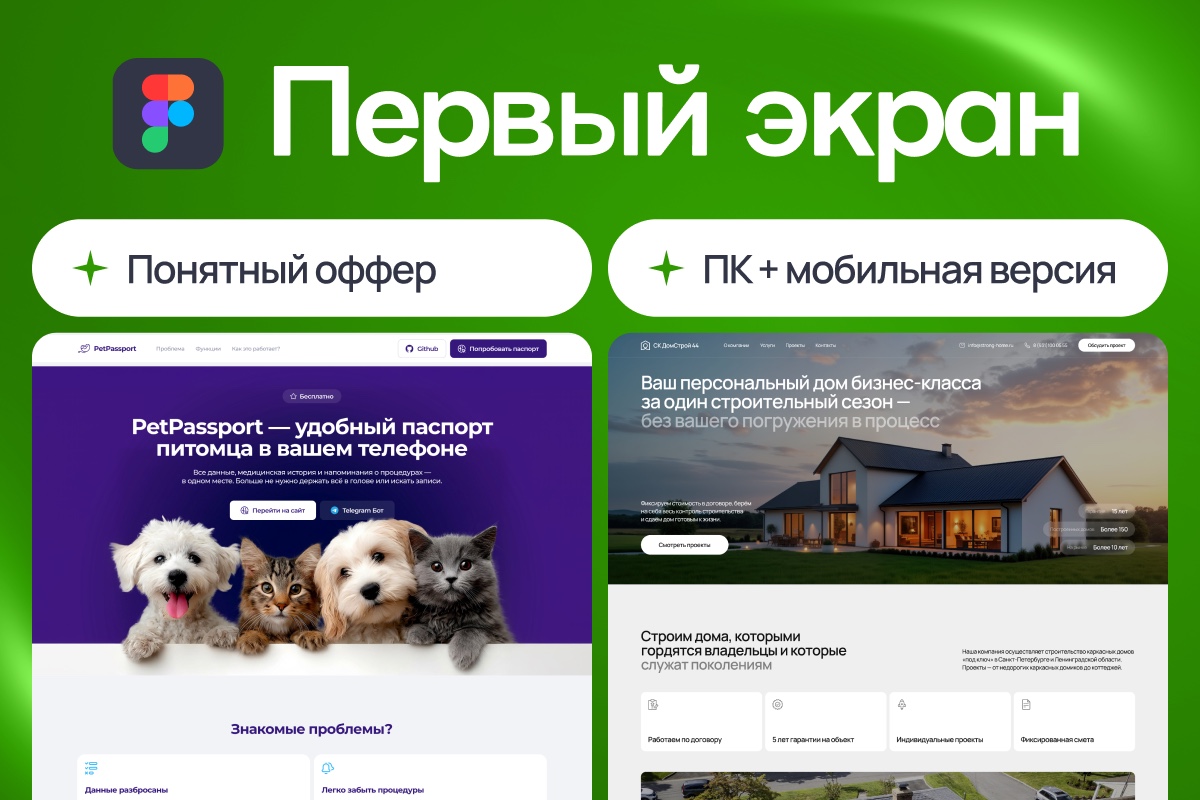 Первый экран
Понятный оффер
ПК + мобильная версия
PetPassport
Проблема
Функции
Как это работает?
Github
Попробовать паспорт
Бесплатно
PetPassport — удобный паспорт
питомца в вашем телефоне
Все данные, медицинская история и напоминания о процедурах —
в одном месте. Больше не нужно держать всё в голове или искать записи.
Перейти на сайт
Telegram Бот
Знакомые проблемы?
Данные разбросаны
Легко забыть процедуры
СК ДомСтрой 44
О компании
Услуги
Проекты
Контакты
Обсудить проект
Ваш персональный дом бизнес-класса
за один строительный сезон —
без вашего погружения в процесс
Фиксируем стоимость в договоре, берём
на себя весь контроль строительства
и сдаём дом готовым к жизни.
Смотреть проекты
15 лет
Более 150
Более 10 лет
Строим дома, которыми
гордятся владельцы и которые
служат поколениям
Наша компания осуществляет строительство каркасных домов
«под ключ» в Санкт-Петербурге и Ленинградской области.
Проекты — от недорогих каркасных домиков до коттеджей.
Работаем по договору
5 лет гарантии на объект
Индивидуальные проекты
Фиксированная смета